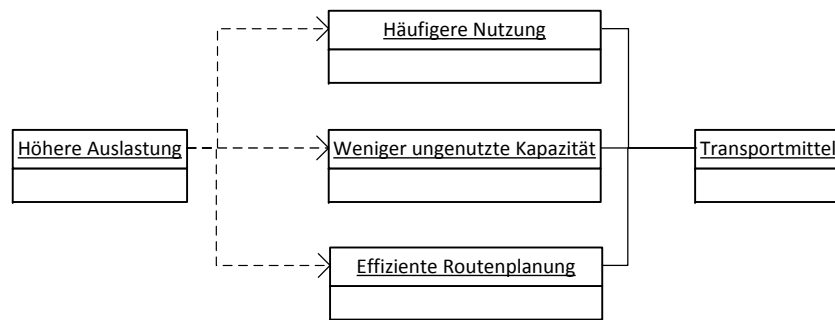 Häufigere Nutzung
Höhere Auslastung
Weniger ungenutzte Kapazität
Transportmittel
Effiziente Routenplanung